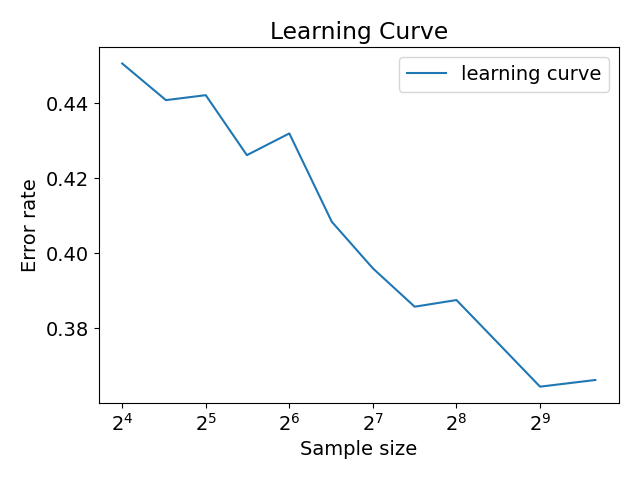 Learning Curve
learning curve
0.44
0.42
0.40
0.38
Error rate
2⁴ 2⁵ 2⁶ 2⁷ 2⁸ 2⁹
Sample size